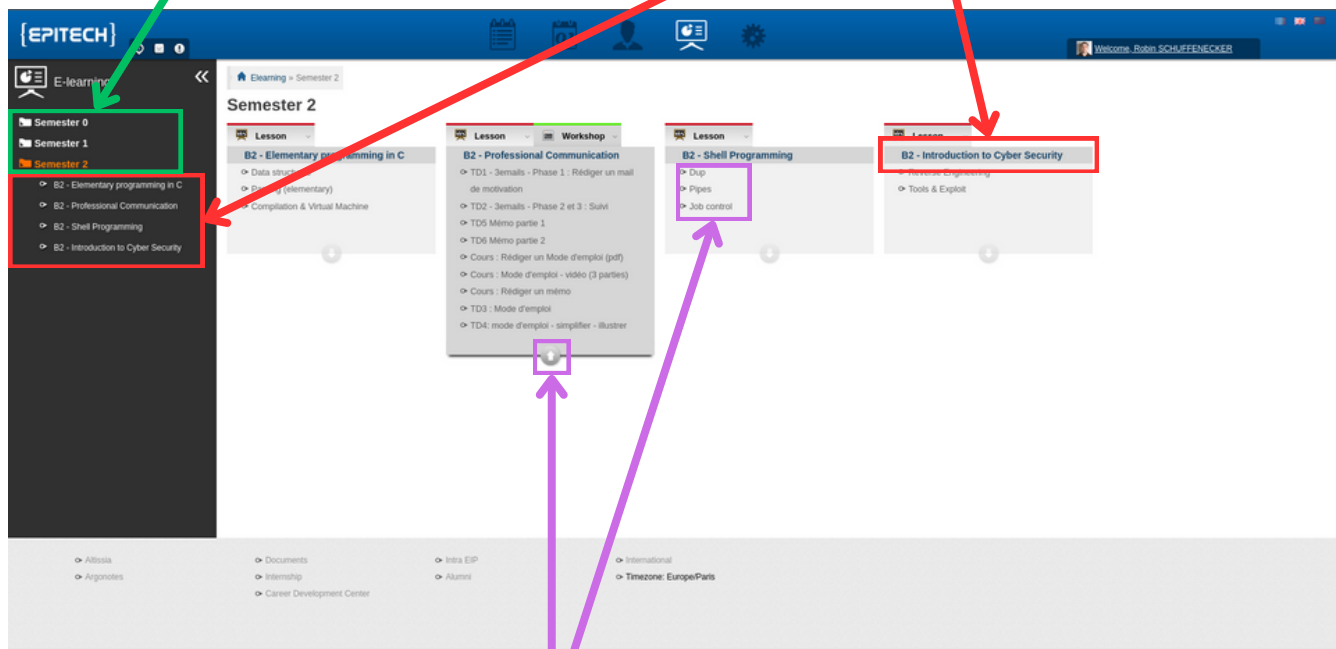 {EPITECH}
Welcome, Robin SCHUFFENECKER
E-learning
Elearning » Semester 2
Semester 2
Semester 0
Semester 1
Semester 2
B2 - Elementary programming in C
B2 - Professional Communication
B2 - Shell Programming
B2 - Introduction to Cyber Security
Lesson
B2 - Elementary programming in C
Data structures
Parsing (elementary)
Compilation & Virtual Machine
Lesson Workshop
B2 - Professional Communication
TD1 - 3emails - Phase 1 : Rédiger un mail
de motivation
TD2 - 3emails - Phase 2 et 3 : Suivi
TD5 Mémo partie 1
TD6 Mémo partie 2
Cours : Rédiger un Mode d'emploi (pdf)
Cours : Mode d'emploi - vidéo (3 parties)
Cours : Rédiger un mémo
TD3 : Mode d'emploi
TD4: mode d'emploi - simplifier - illustrer
Lesson
B2 - Shell Programming
Dup
Pipes
Job control
Lesson
B2 - Introduction to Cyber Security
Reverse Engineering
Tools & Exploit
Altissia
Argonotes
Documents
Internship
Career Development Center
Intra EIP
Alumni
International
Timezone: Europe/Paris